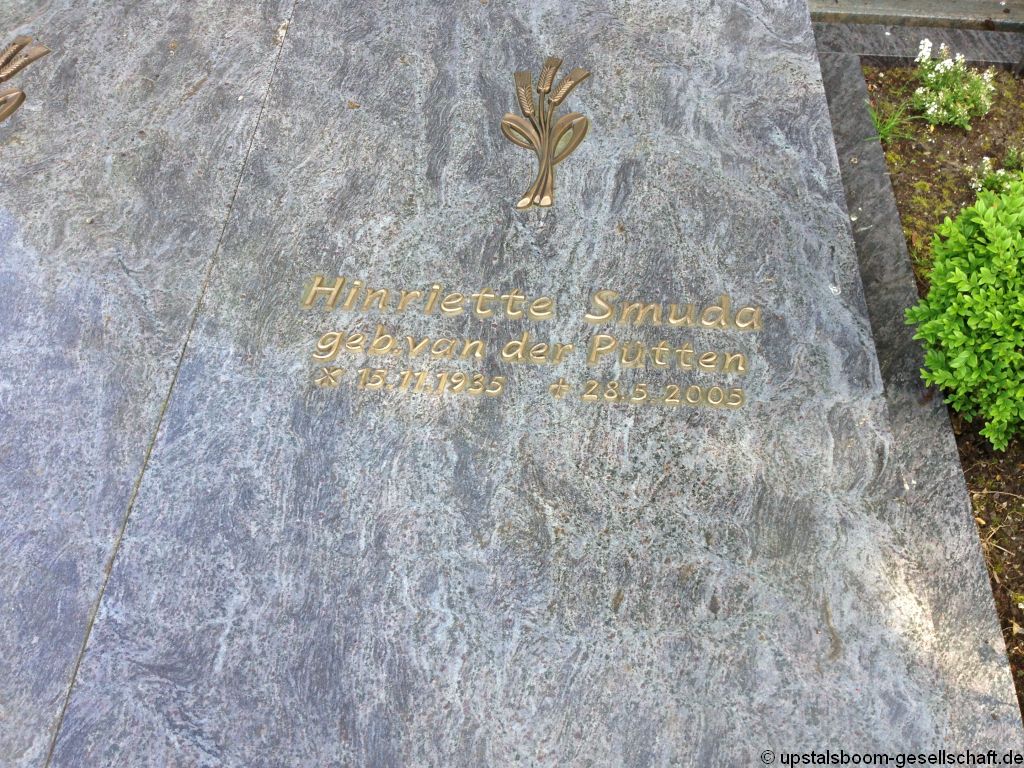 Hinriette Smuda
geb. van der Pütten
* 15.11.1935 + 28.5.2005
© upstalsboom-gesellschaft.de